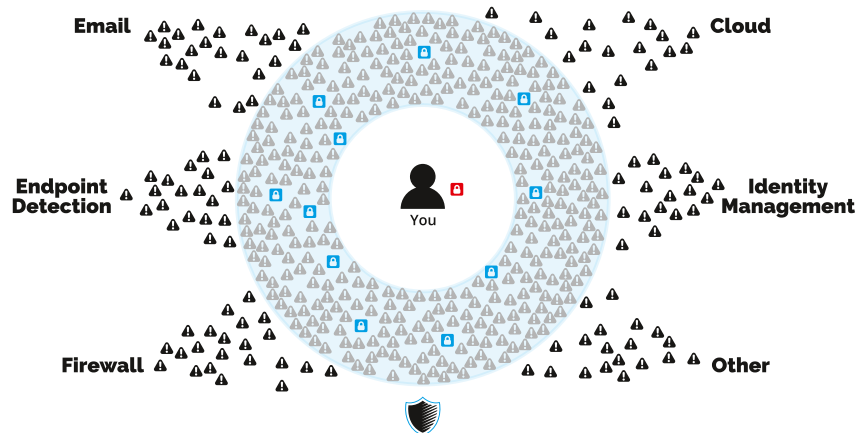 Email
Cloud
Endpoint
Detection
Identity
Management
You
Firewall
Other